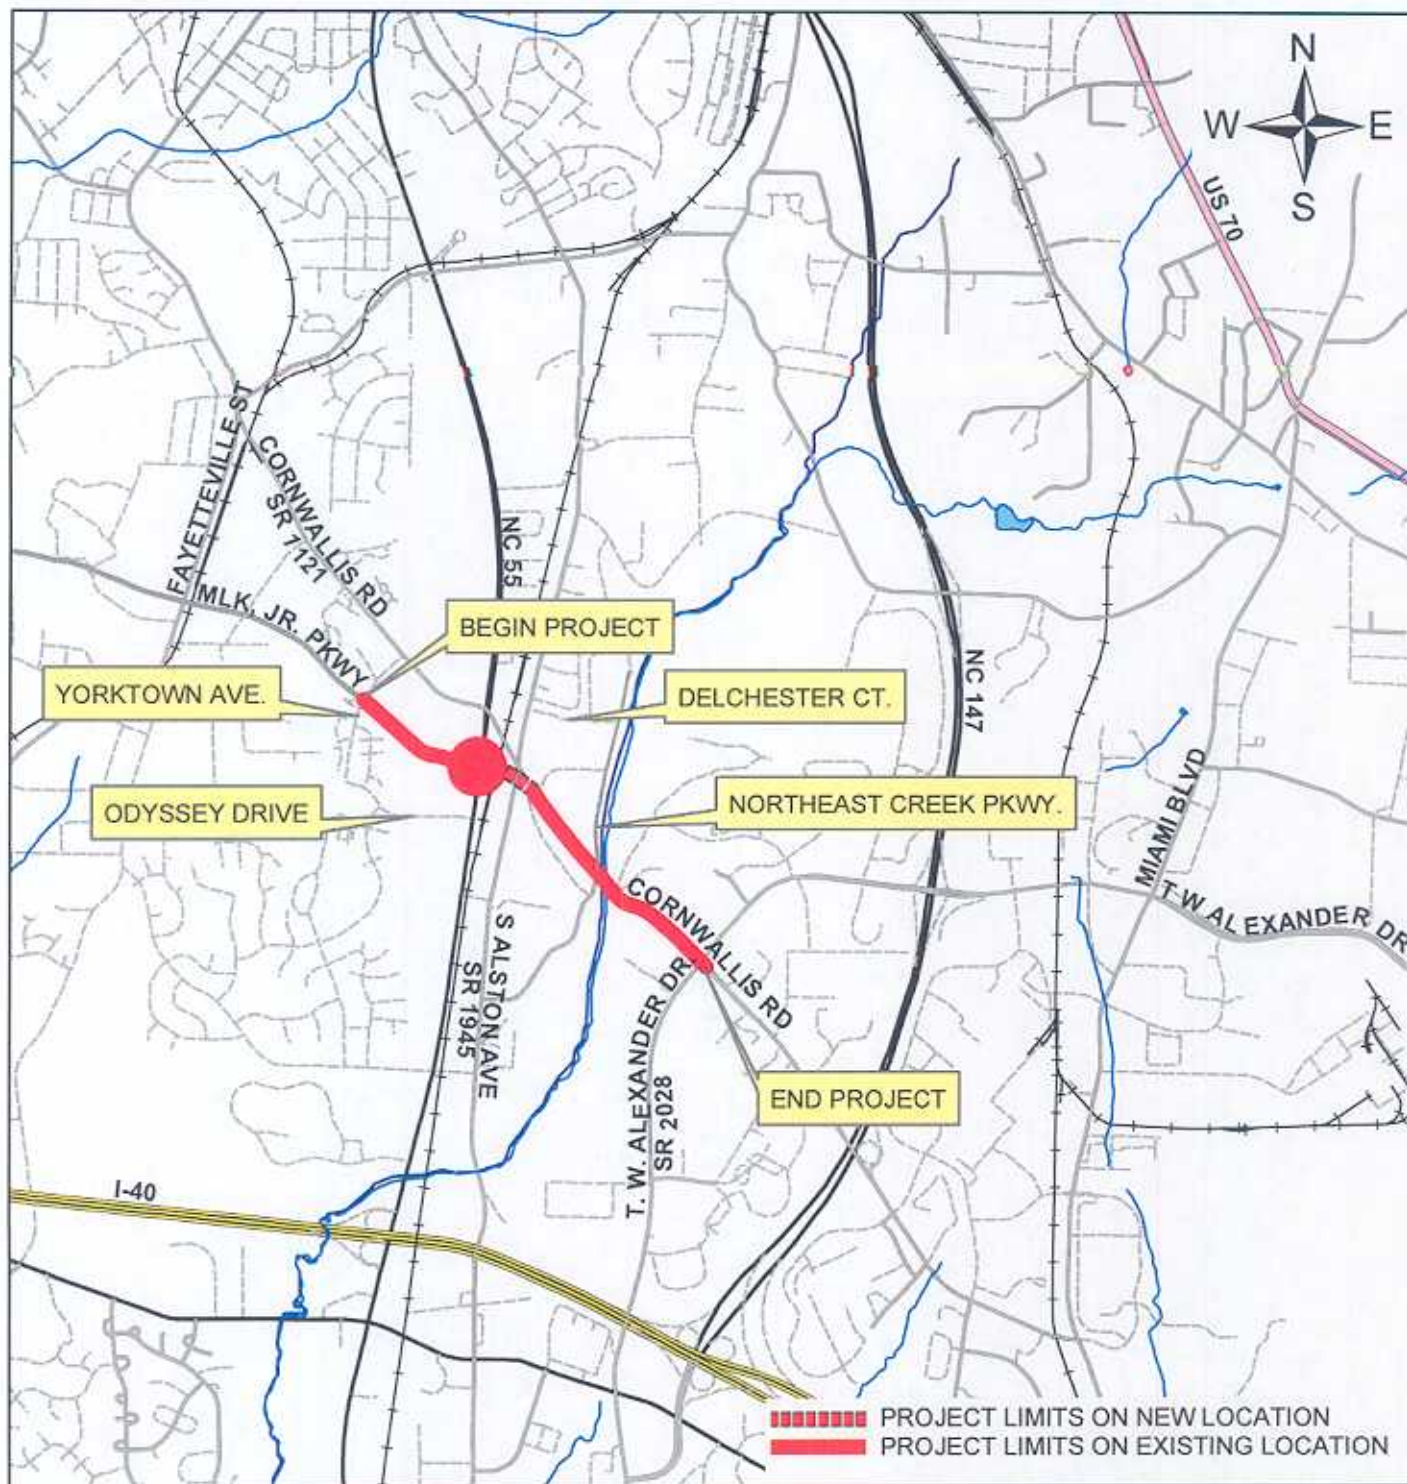 N
W E
S
US 70
FAYETTEVILLE ST
CORNWALLIS RD
SR 7121
NC 55
MLK, JR. PKWY
BEGIN PROJECT
YORKTOWN AVE.
DELCHESTER CT.
NC 147
ODYSSEY DRIVE
NORTHEAST CREEK PKWY.
MIAMI BLVD
CORNWALLIS RD
T W ALEXANDER DR
S ALSTON AVE
SR 1945
T. W. ALEXANDER DR.
SR 2028
END PROJECT
I-40
PROJECT LIMITS ON NEW LOCATION
PROJECT LIMITS ON EXISTING LOCATION